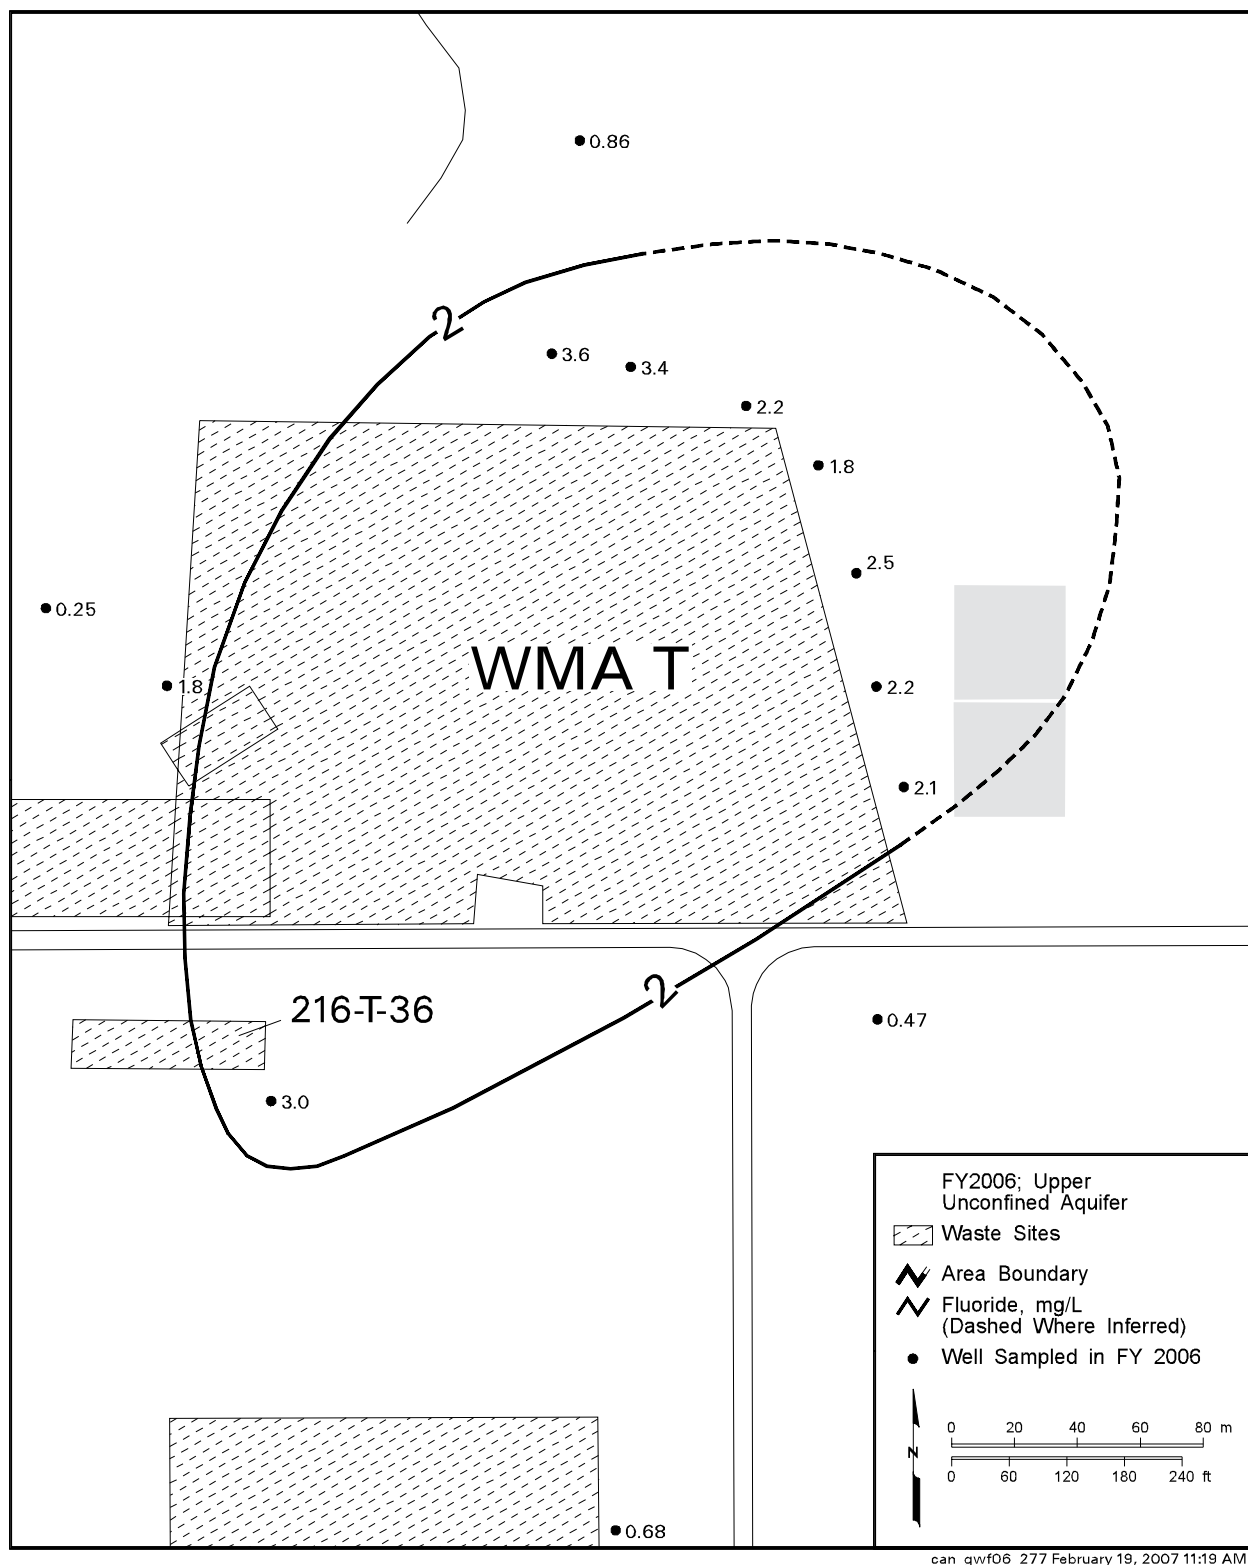 0.86
2
3.6
3.4
2.2
1.8
2.5
0.25
WMA T
1.8
2.2
2.1
216-T-36
2
0.47
3.0
FY2006; Upper
Unconfined Aquifer
Waste Sites
Area Boundary
Fluoride, mg/L
(Dashed Where Inferred)
Well Sampled in FY 2006
0 20 40 60 80 m
N
0 60 120 180 240 ft
0.68
can_gwf06_277 February 19, 2007 11:19 AM